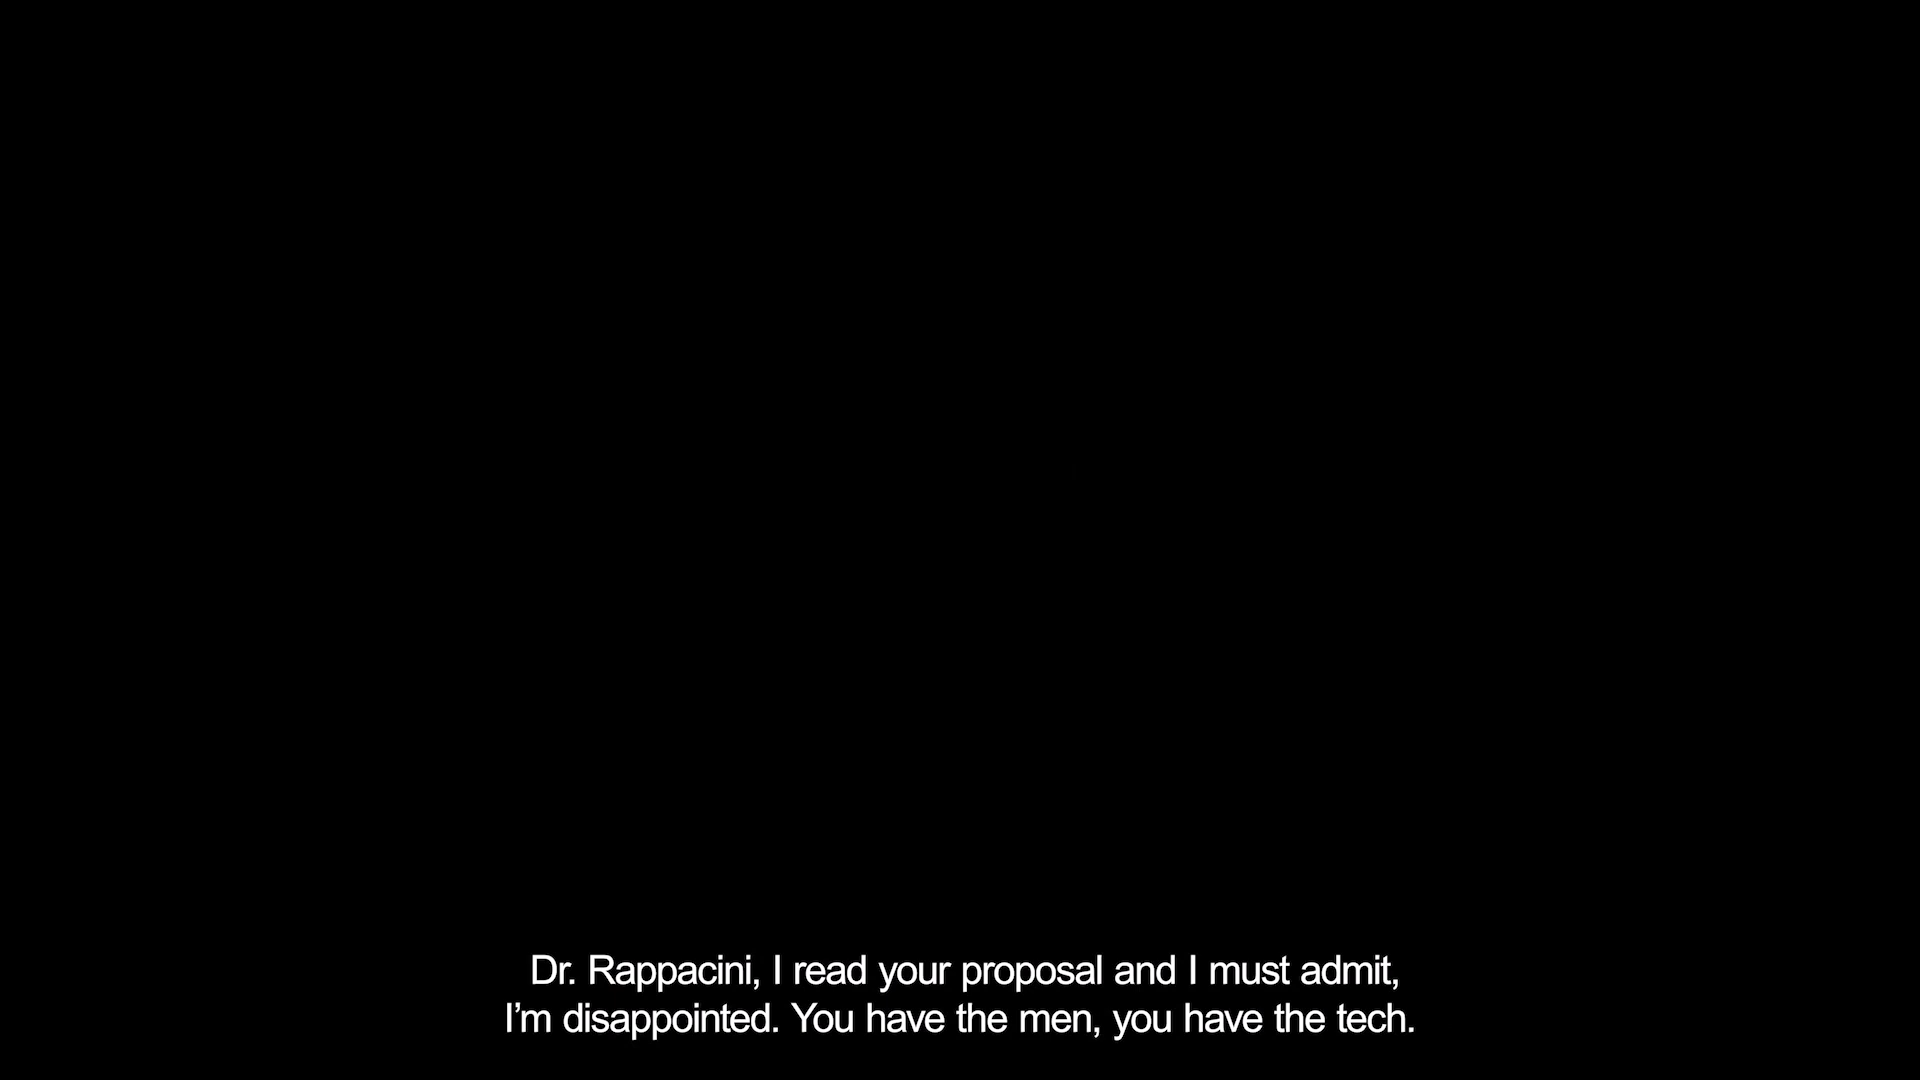 Dr. Rappacini, I read your proposal and I must admit,
I’m disappointed. You have the men, you have the tech.